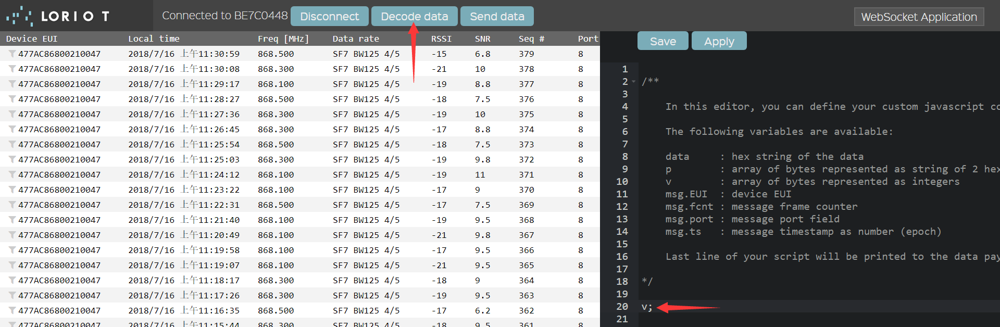 LORIOT
Connected to BE7C0448 Disconnect Decode data Send data WebSocket Application
Device EUI Local time Freq [MHz] Data rate RSSI SNR Seq # Port
477AC86800210047 2018/7/16 上午11:30:59 868.500 SF7 BW125 4/5 -15 6.8 379 8
477AC86800210047 2018/7/16 上午11:30:08 868.300 SF7 BW125 4/5 -21 10 378 8
477AC86800210047 2018/7/16 上午11:29:17 868.100 SF7 BW125 4/5 -19 8.8 377 8
477AC86800210047 2018/7/16 上午11:28:27 868.500 SF7 BW125 4/5 -18 7.5 376 8
477AC86800210047 2018/7/16 上午11:27:36 868.300 SF7 BW125 4/5 -19 10 375 8
477AC86800210047 2018/7/16 上午11:26:45 868.300 SF7 BW125 4/5 -17 8.8 374 8
477AC86800210047 2018/7/16 上午11:25:54 868.500 SF7 BW125 4/5 -18 7.5 373 8
477AC86800210047 2018/7/16 上午11:25:03 868.300 SF7 BW125 4/5 -19 9.8 372 8
477AC86800210047 2018/7/16 上午11:24:12 868.100 SF7 BW125 4/5 -19 11 371 8
477AC86800210047 2018/7/16 上午11:23:22 868.100 SF7 BW125 4/5 -17 9 370 8
477AC86800210047 2018/7/16 上午11:22:31 868.500 SF7 BW125 4/5 -17 7.5 369 8
477AC86800210047 2018/7/16 上午11:21:40 868.100 SF7 BW125 4/5 -19 9.5 368 8
477AC86800210047 2018/7/16 上午11:20:49 868.100 SF7 BW125 4/5 -21 9.8 367 8
477AC86800210047 2018/7/16 上午11:19:58 868.100 SF7 BW125 4/5 -17 9.5 366 8
477AC86800210047 2018/7/16 上午11:19:07 868.100 SF7 BW125 4/5 -21 9.5 365 8
477AC86800210047 2018/7/16 上午11:18:17 868.300 SF7 BW125 4/5 -18 9 364 8
477AC86800210047 2018/7/16 上午11:17:26 868.300 SF7 BW125 4/5 -19 9.5 363 8
477AC86800210047 2018/7/16 上午11:16:35 868.500 SF7 BW125 4/5 -17 6.2 362 8
477AC86800210047 2018/7/16 上午11:15:44 868.300 SF7 BW125 4/5 -18 9.5 361 8
Save Apply
1
2 /**
3
4 In this editor, you can define your custom javascript co
5
6 The following variables are available:
7
8 data : hex string of the data
9 p : array of bytes represented as string of 2 hex
10 v : array of bytes represented as integers
11 msg.EUI : device EUI
12 msg.fcnt : message frame counter
13 msg.port : message port field
14 msg.ts : message timestamp as number (epoch)
15
16 Last line of your script will be printed to the data pay
17
18 */
19
20 v;
21